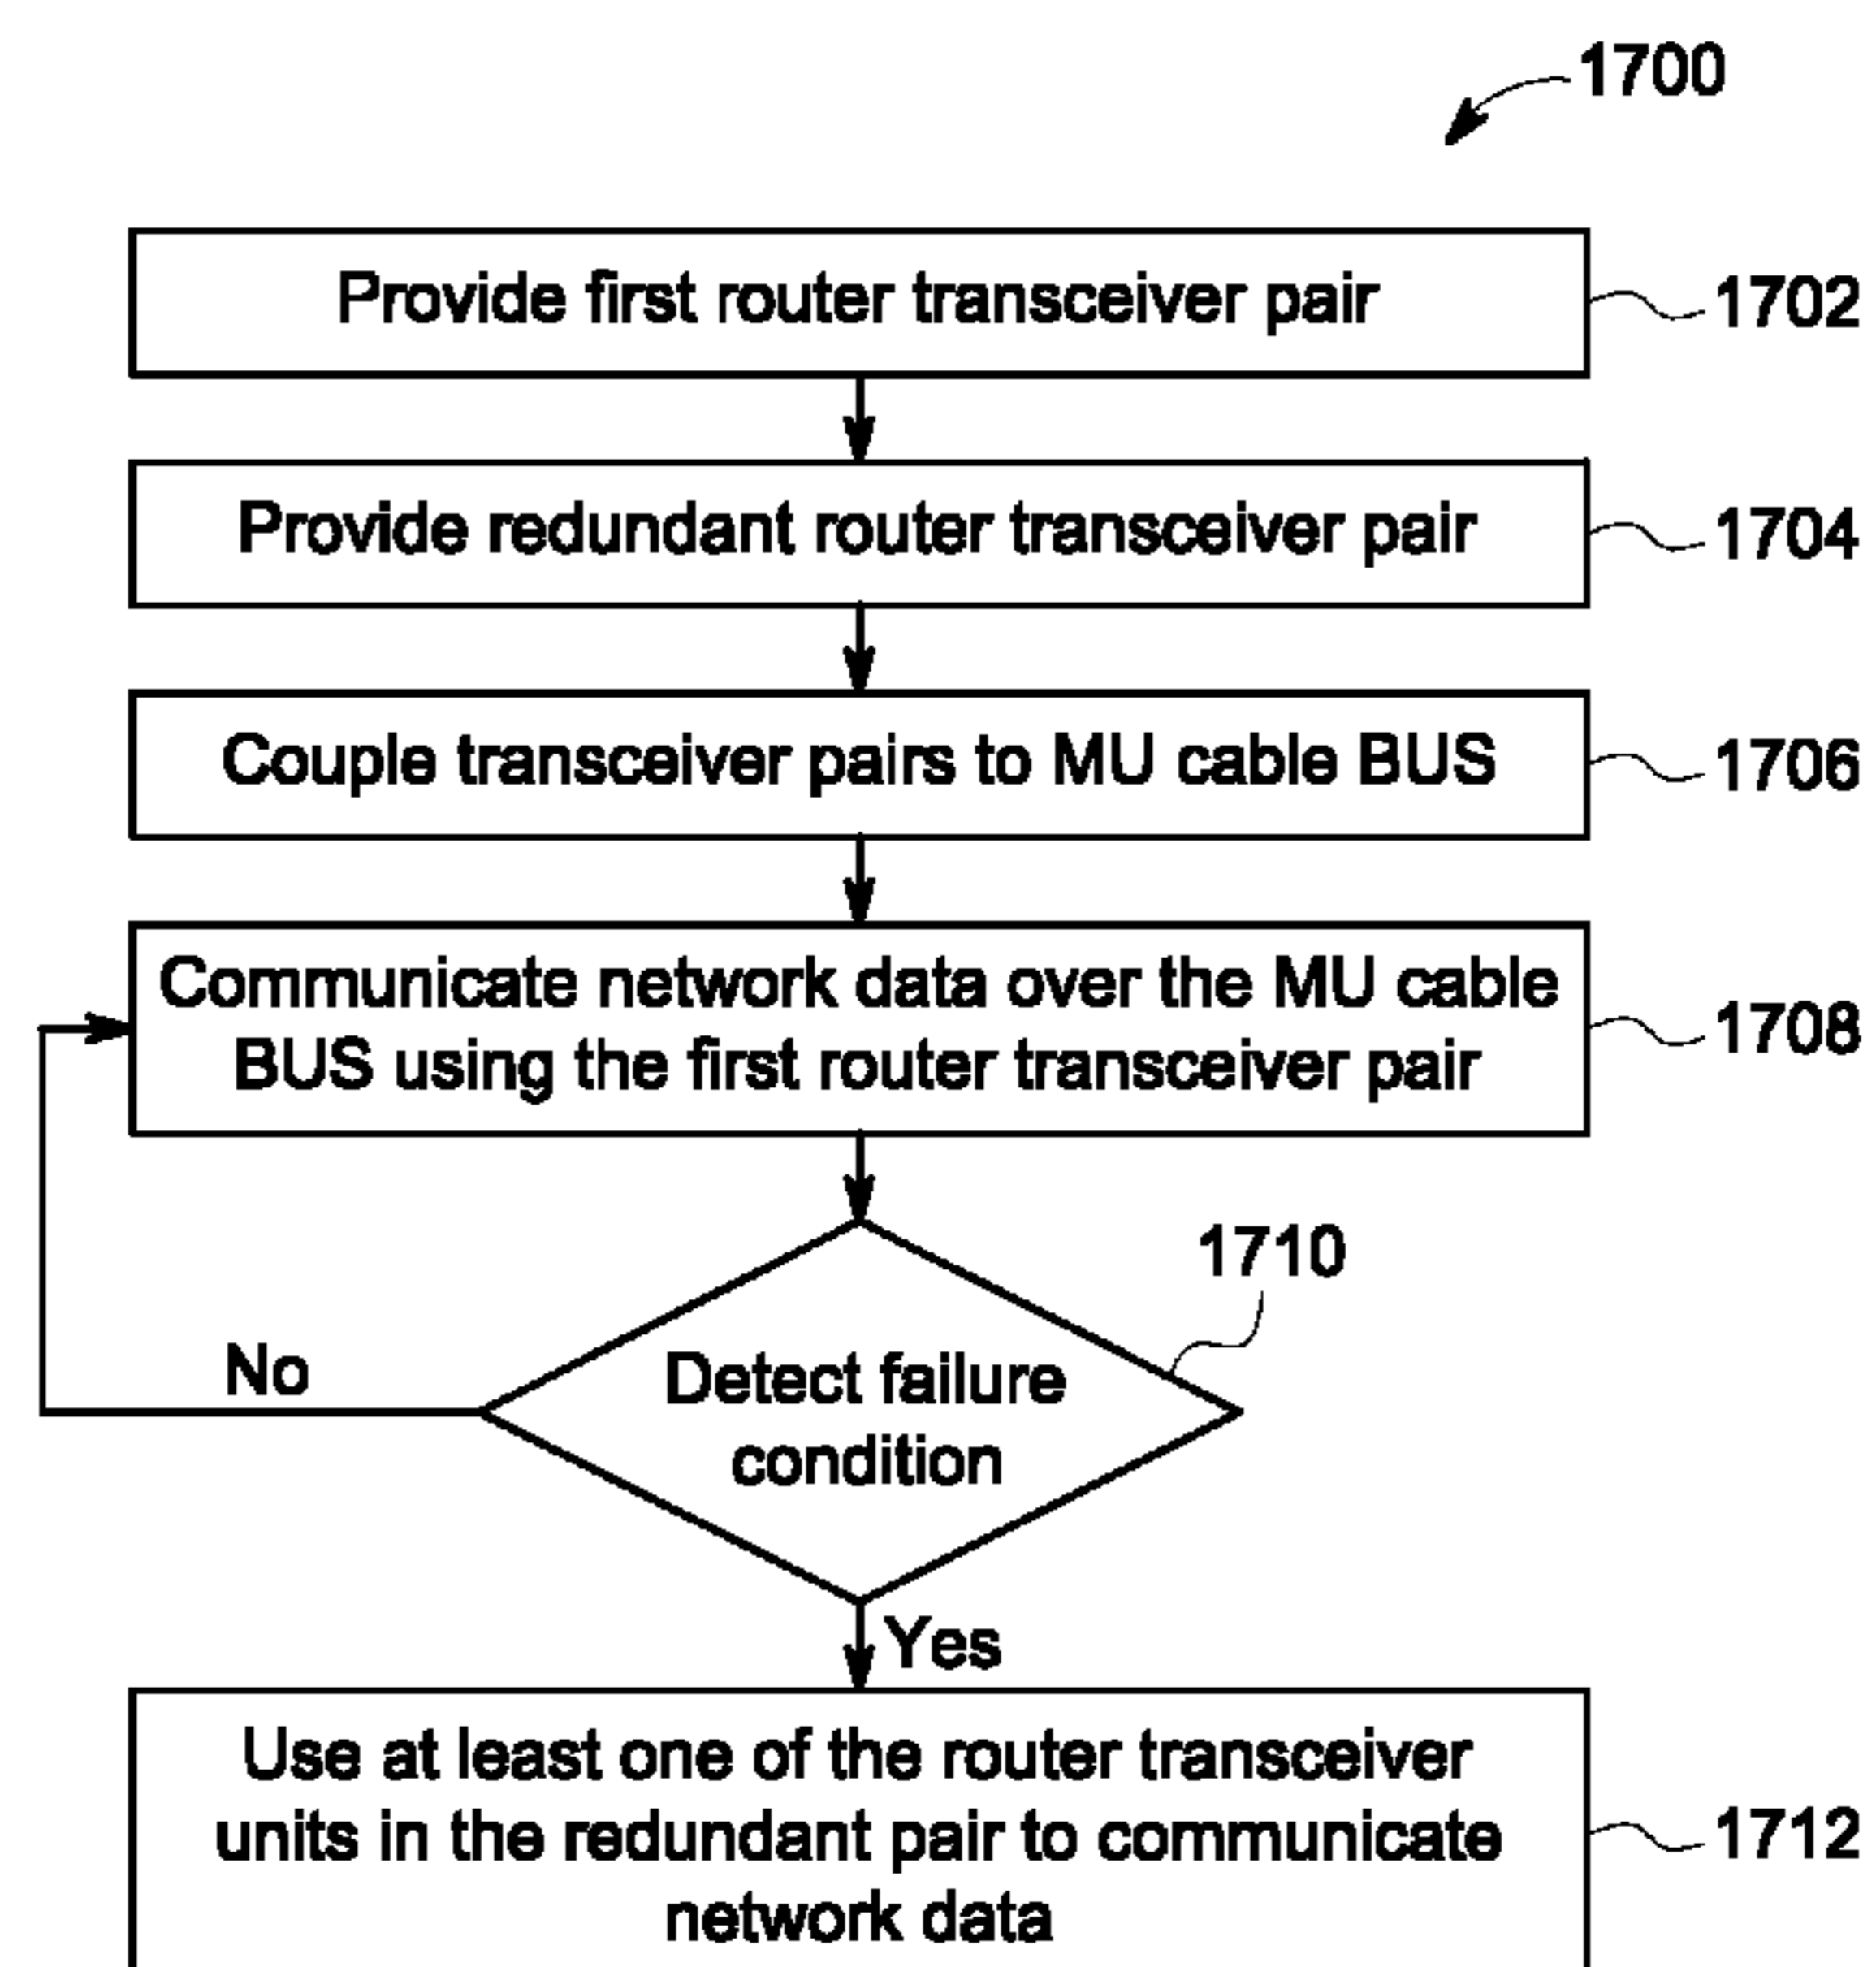 1700
Provide first router transceiver pair
1702
Provide redundant router transceiver pair
1704
Couple transceiver pairs to MU cable BUS
1706
Communicate network data over the MU cable
BUS using the first router transceiver pair
1708
1710
Detect failure
condition
No
Yes
Use at least one of the router transceiver
units in the redundant pair to communicate
network data
1712